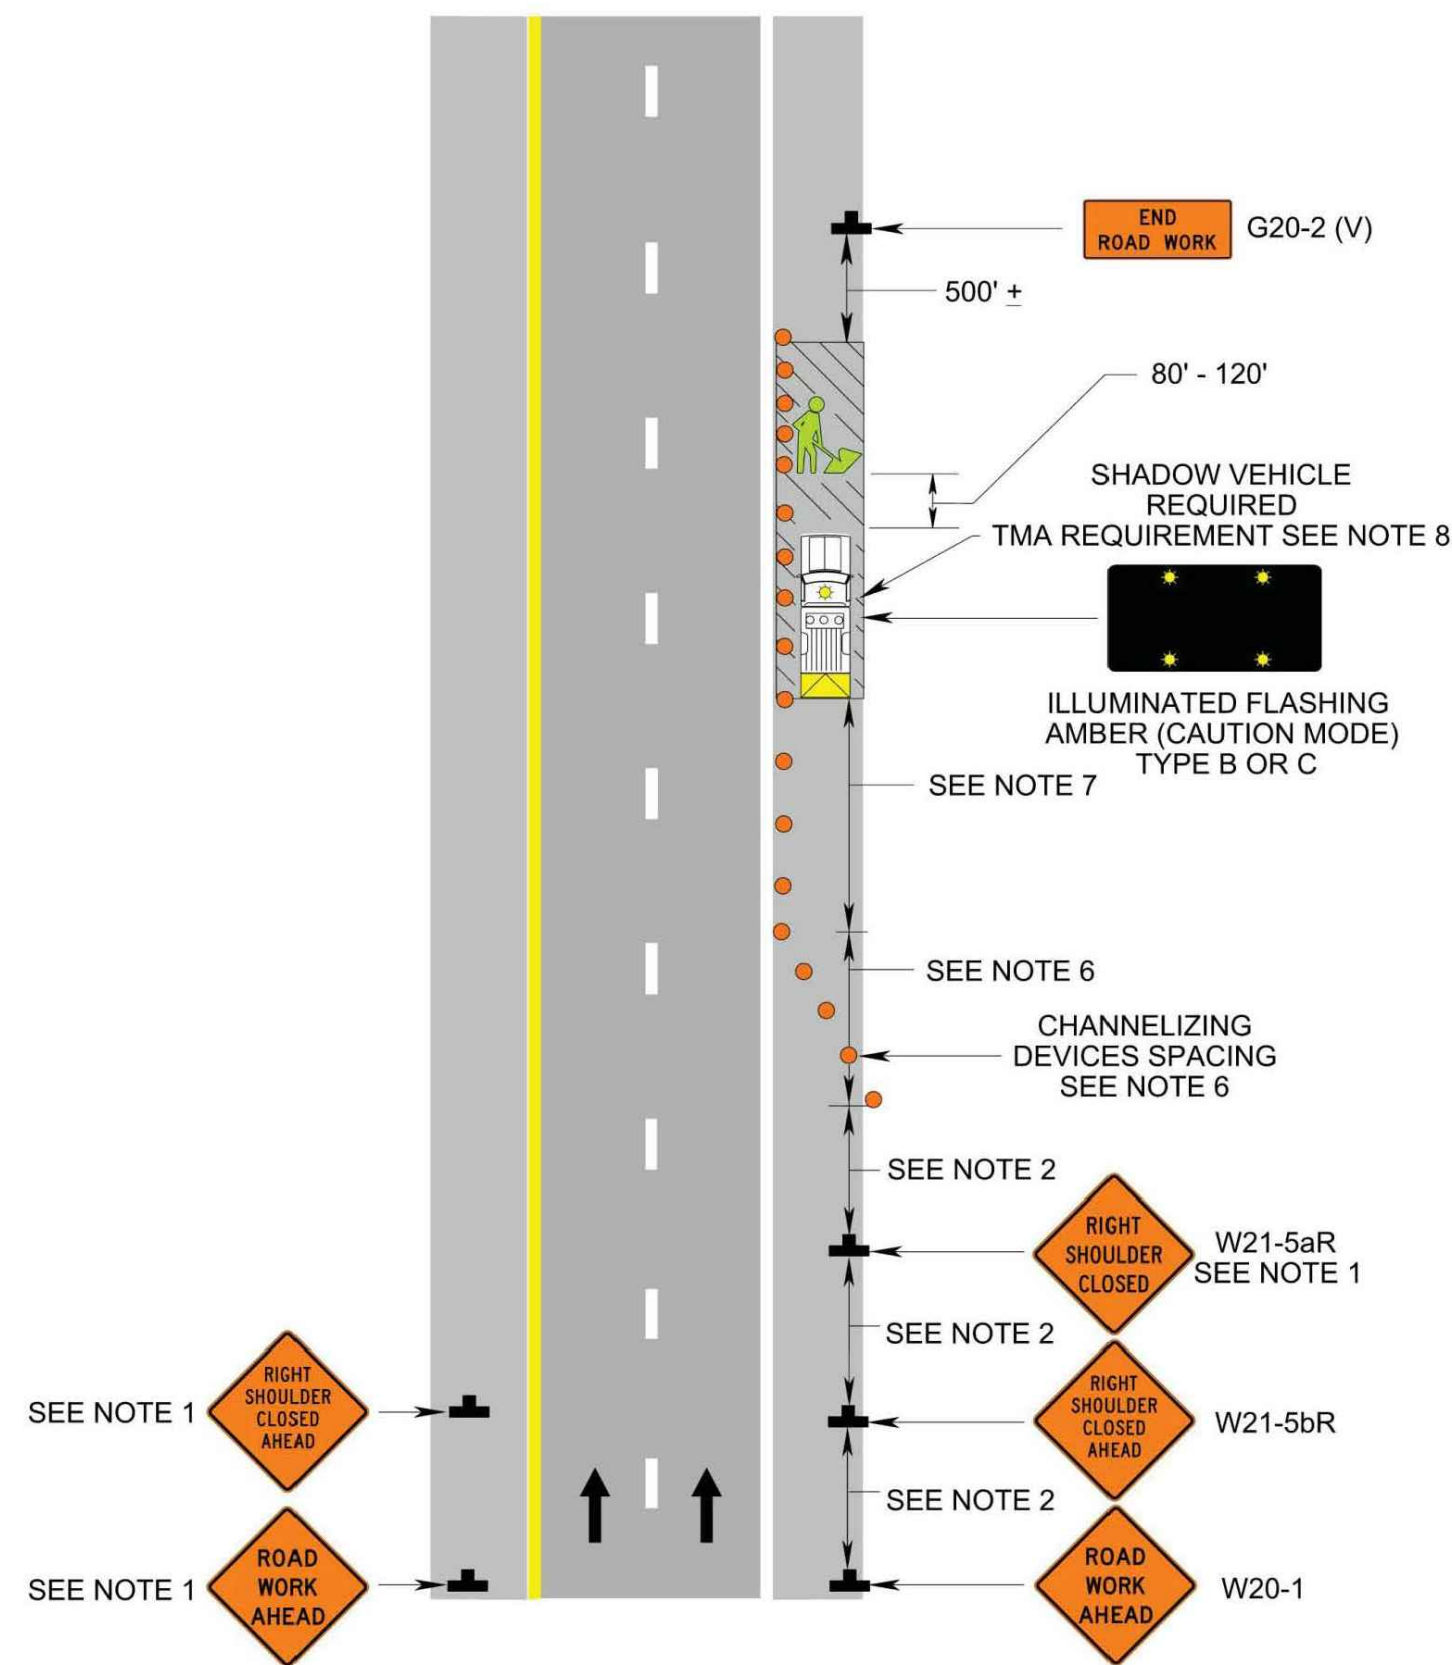 END
ROAD WORK
G20-2 (V)
500' ±
80' - 120'
SHADOW VEHICLE
REQUIRED
TMA REQUIREMENT SEE NOTE 8
ILLUMINATED FLASHING
AMBER (CAUTION MODE)
TYPE B OR C
SEE NOTE 7
SEE NOTE 6
CHANNELIZING
DEVICES SPACING
SEE NOTE 6
SEE NOTE 2
RIGHT
SHOULDER
CLOSED
W21-5aR
SEE NOTE 1
SEE NOTE 2
SEE NOTE 1
RIGHT
SHOULDER
CLOSED
AHEAD
RIGHT
SHOULDER
CLOSED
AHEAD
W21-5bR
SEE NOTE 2
SEE NOTE 1
ROAD
WORK
AHEAD
ROAD
WORK
AHEAD
W20-1